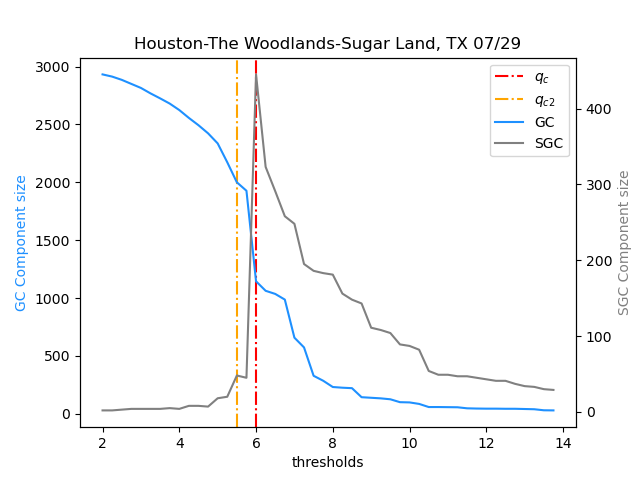 Houston-The Woodlands-Sugar Land, TX 07/29
GC Component size
3000
2500
2000
1500
1000
500
0
2
4
6
8
10
12
14
thresholds
400
300
200
100
0
SGC Component size
q_c
q_c2
GC
SGC